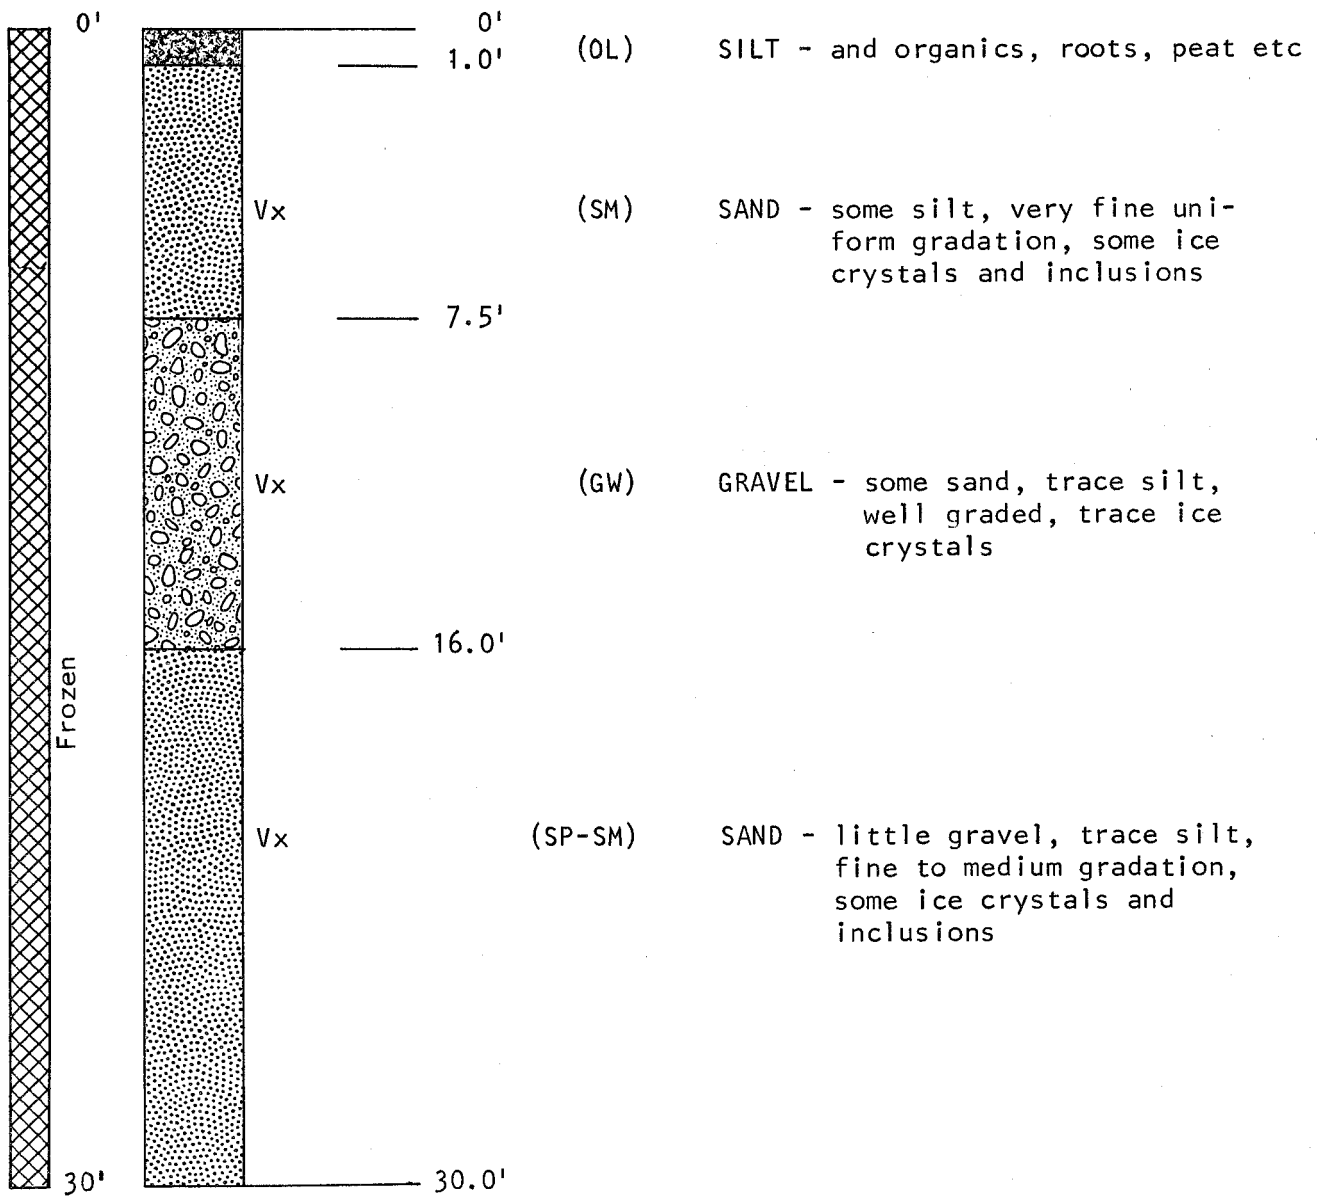 0'
0'
1.0'
(OL)
SILT - and organics, roots, peat etc
Vx
(SM)
SAND - some silt, very fine uni-
form gradation, some ice
crystals and inclusions
7.5'
Vx
(GW)
GRAVEL - some sand, trace silt,
well graded, trace ice
crystals
16.0'
Frozen
Vx
(SP-SM)
SAND - little gravel, trace silt,
fine to medium gradation,
some ice crystals and
inclusions
30'
30.0'